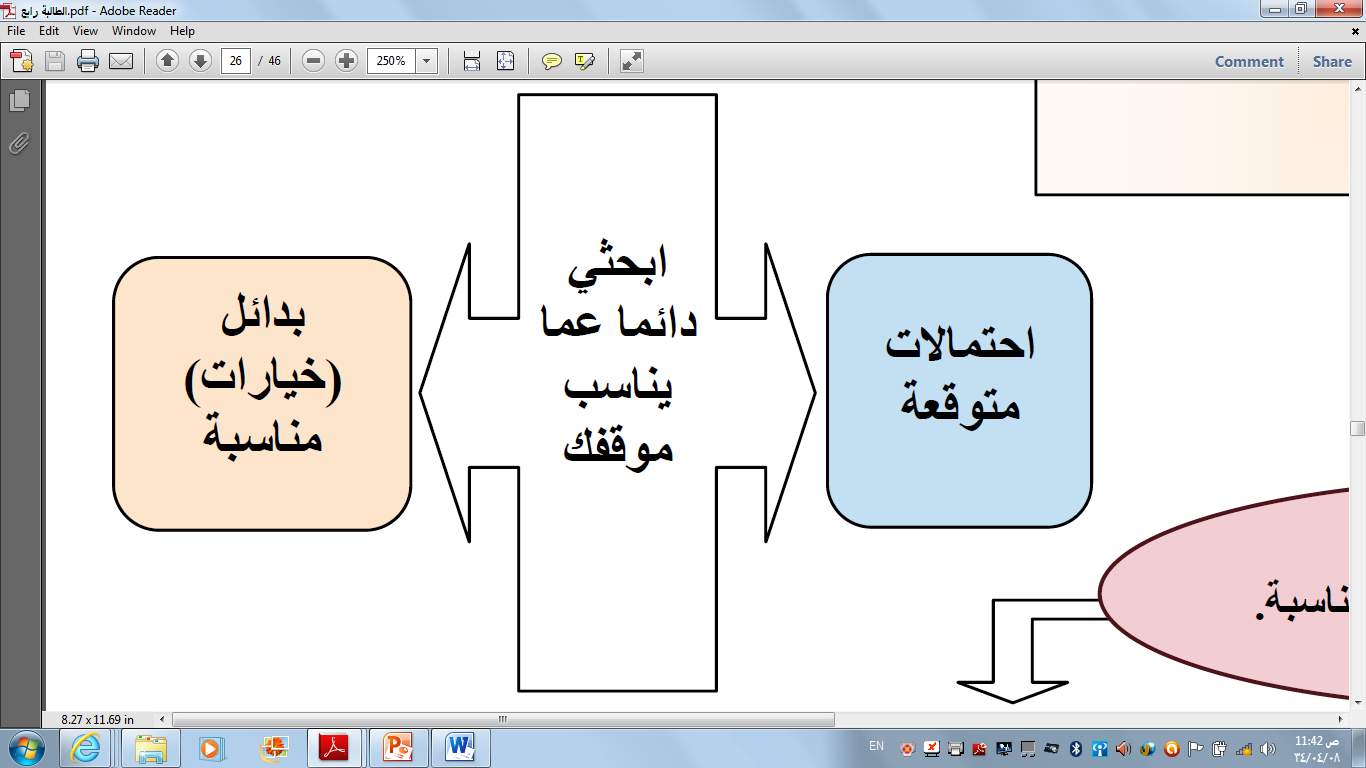 الطالبة رابع.pdf - Adobe Reader
File Edit View Window Help
26 / 46 250% Comment Share
احتمالات
متوقعة
ابحثي
دائما عما
يناسب
موقفك
بدائل
(خيارات)
مناسبة
ناسبة.
8.27 x 11.69 in
EN
11:42 ص
٣٤/٠٤/٠٨